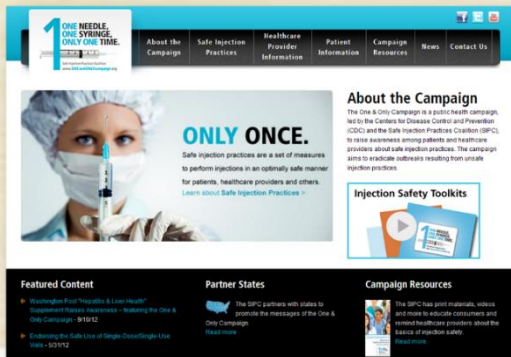 1 ONE NEEDLE,
ONE SYRINGE,
ONLY ONE TIME.
Safe Injection Practices Coalition
www.ONEandONLYcampaign.org
About the
Campaign
Safe Injection
Practices
Healthcare
Provider
Information
Patient
Information
Campaign
Resources
News
Contact Us
ONLY ONCE.
Safe injection practices are a set of measures
to perform injections in an optimally safe manner
for patients, healthcare providers and others.
Learn about Safe Injection Practices >
About the Campaign
The One & Only Campaign is a public health campaign,
led by the Centers for Disease Control and Prevention
(CDC) and the Safe Injection Practices Coalition (SIPC),
to raise awareness among patients and healthcare
providers about safe injection practices. The campaign
aims to eradicate outbreaks resulting from unsafe
injection practices.
Injection Safety Toolkits
Featured Content
Washington Post "Hepatitis & Liver Health"
Supplement Raises Awareness – featuring the One &
Only Campaign - 9/10/12
Endorsing the Safe Use of Single-Dose/Single-Use
Vials - 5/31/12
Partner States
The SIPC partners with states to
promote the messages of the One &
Only Campaign.
Read more
Campaign Resources
The SIPC has print materials, videos
and more to educate consumers and
remind healthcare providers about the
basics of injection safety.
Read more